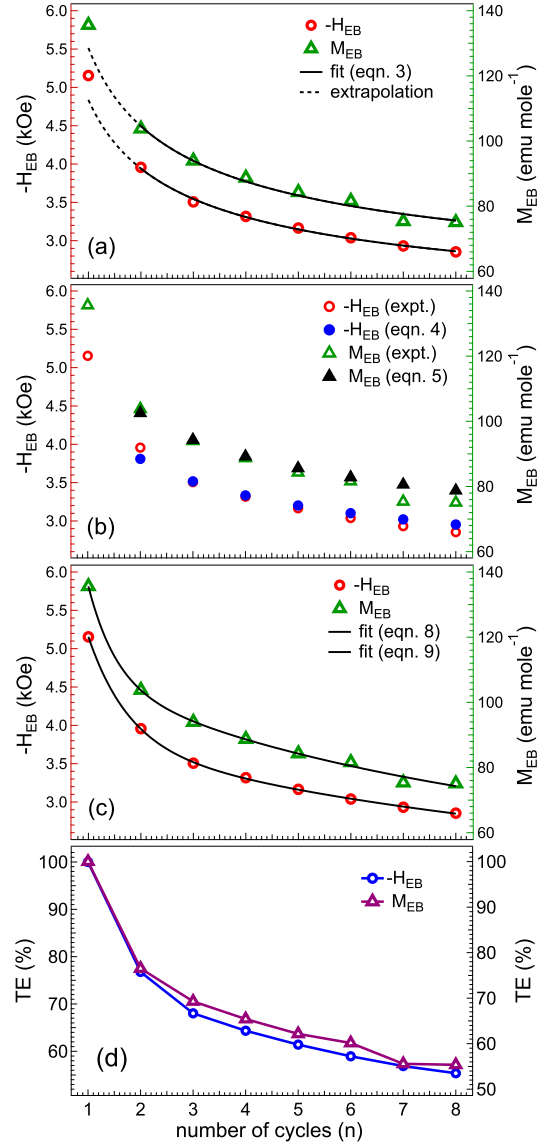 6.0
5.5
5.0
4.5
4.0
3.5
3.0
-H_EB (kOe)
-H_EB
M_EB
fit (eqn. 3)
extrapolation
(a)
140
120
100
80
60
M_EB (emu mole⁻¹)
6.0
5.5
5.0
4.5
4.0
3.5
3.0
-H_EB (kOe)
-H_EB (expt.)
-H_EB (eqn. 4)
M_EB (expt.)
M_EB (eqn. 5)
(b)
140
120
100
80
60
M_EB (emu mole⁻¹)
6.0
5.5
5.0
4.5
4.0
3.5
3.0
-H_EB (kOe)
-H_EB
M_EB
fit (eqn. 8)
fit (eqn. 9)
(c)
140
120
100
80
60
M_EB (emu mole⁻¹)
100
90
80
70
60
TE (%)
-H_EB
M_EB
(d)
100
90
80
70
60
50
TE (%)
1 2 3 4 5 6 7 8
number of cycles (n)